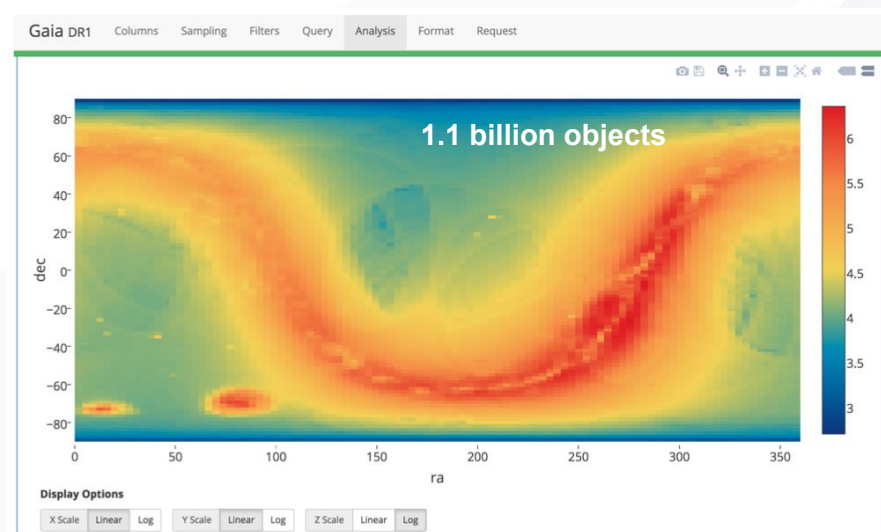 Gaia DR1 Columns Sampling Filters Query Analysis Format Request
1.1 billion objects
80
60
40
20
0
−20
−40
−60
−80
dec
0 50 100 150 200 250 300 350
ra
6
5.5
5
4.5
4
3.5
3
Display Options
X Scale Linear Log Y Scale Linear Log Z Scale Linear Log